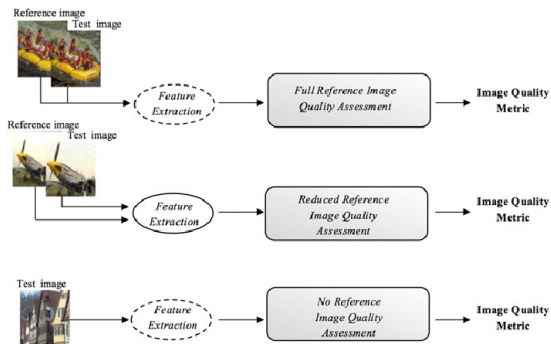 Reference image
Test image
Feature
Extraction
Full Reference Image
Quality Assessment
Image Quality
Metric
Reference image
Test image
Feature
Extraction
Reduced Reference
Image Quality
Assessment
Image Quality
Metric
Test image
Feature
Extraction
No Reference
Image Quality
Assessment
Image Quality
Metric